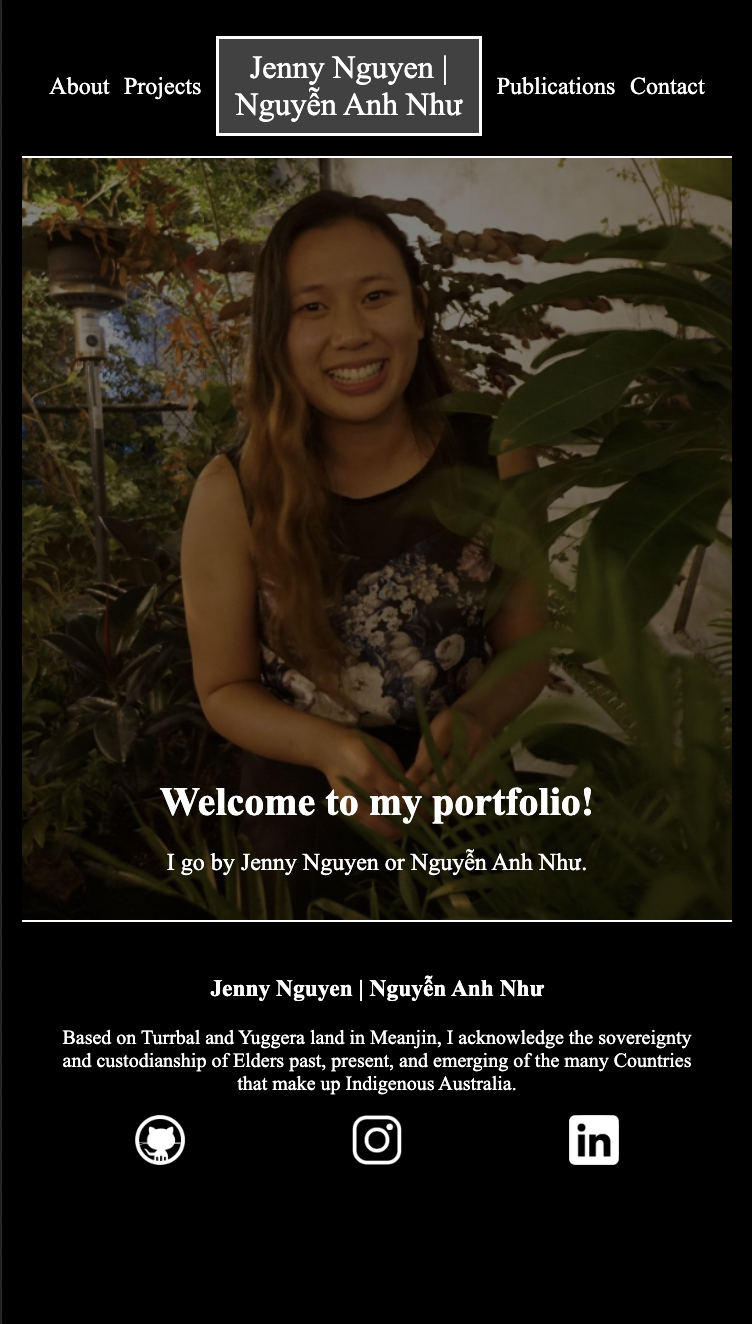 About Projects
Jenny Nguyen |
Nguyễn Anh Như
Publications Contact
Welcome to my portfolio!
I go by Jenny Nguyen or Nguyễn Anh Như.
Jenny Nguyen | Nguyễn Anh Như
Based on Turrbal and Yuggera land in Meanjin, I acknowledge the sovereignty
and custodianship of Elders past, present, and emerging of the many Countries
that make up Indigenous Australia.
in